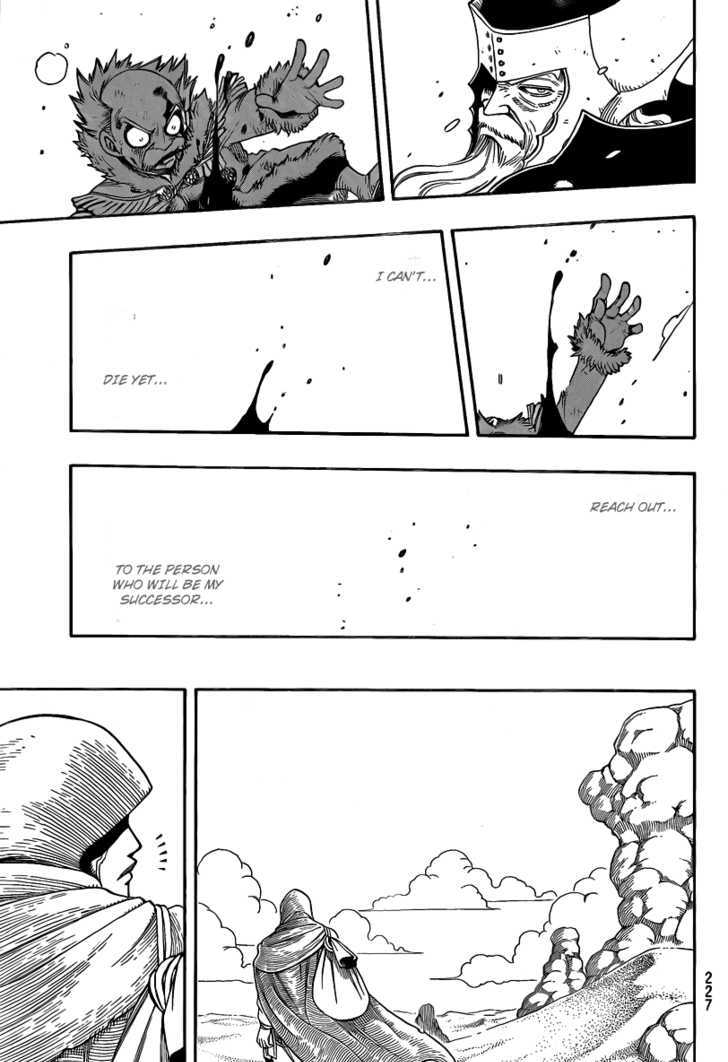 I CAN'T...
DIE YET...
REACH OUT...
TO THE PERSON
WHO WILL BE MY
SUCCESSOR...
227